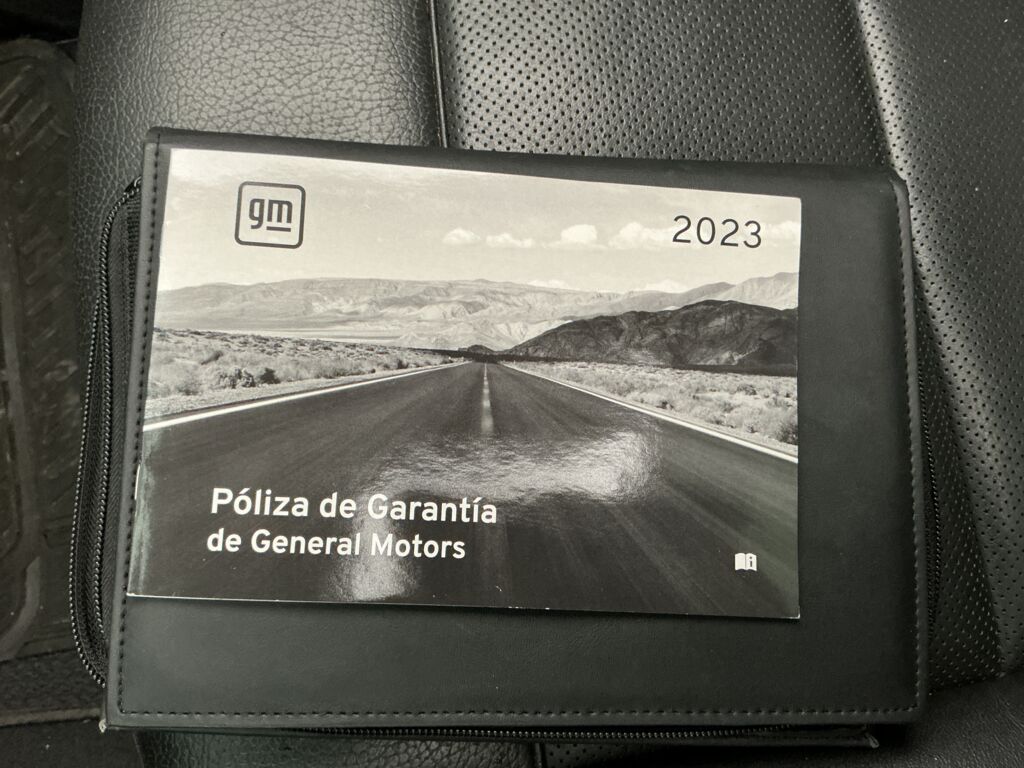 gm
2023
Póliza de Garantía
de General Motors